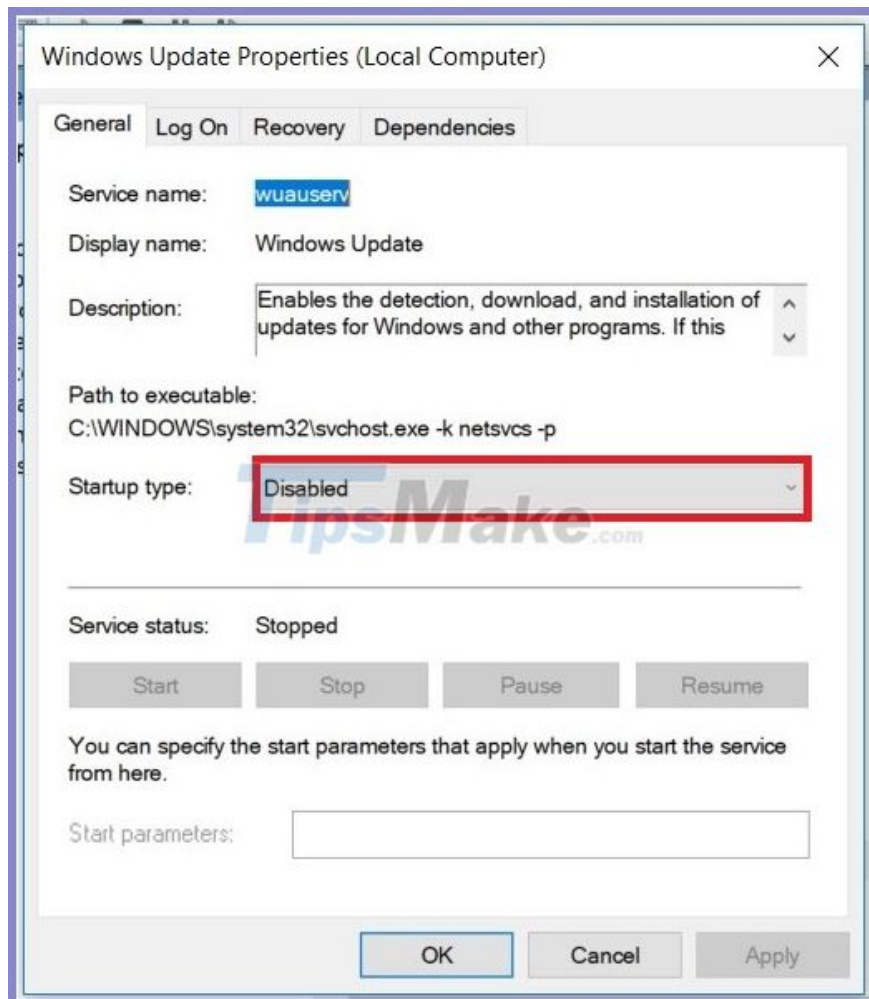 Windows Update Properties (Local Computer)
General Log On Recovery Dependencies
Service name: wuauserv
Display name: Windows Update
Description: Enables the detection, download, and installation of
updates for Windows and other programs. If this
Path to executable:
C:\WINDOWS\system32\svchost.exe -k netsvcs -p
Startup type: Disabled
TipsMake.com
Service status: Stopped
Start Stop Pause Resume
You can specify the start parameters that apply when you start the service
from here.
Start parameters:
OK Cancel Apply